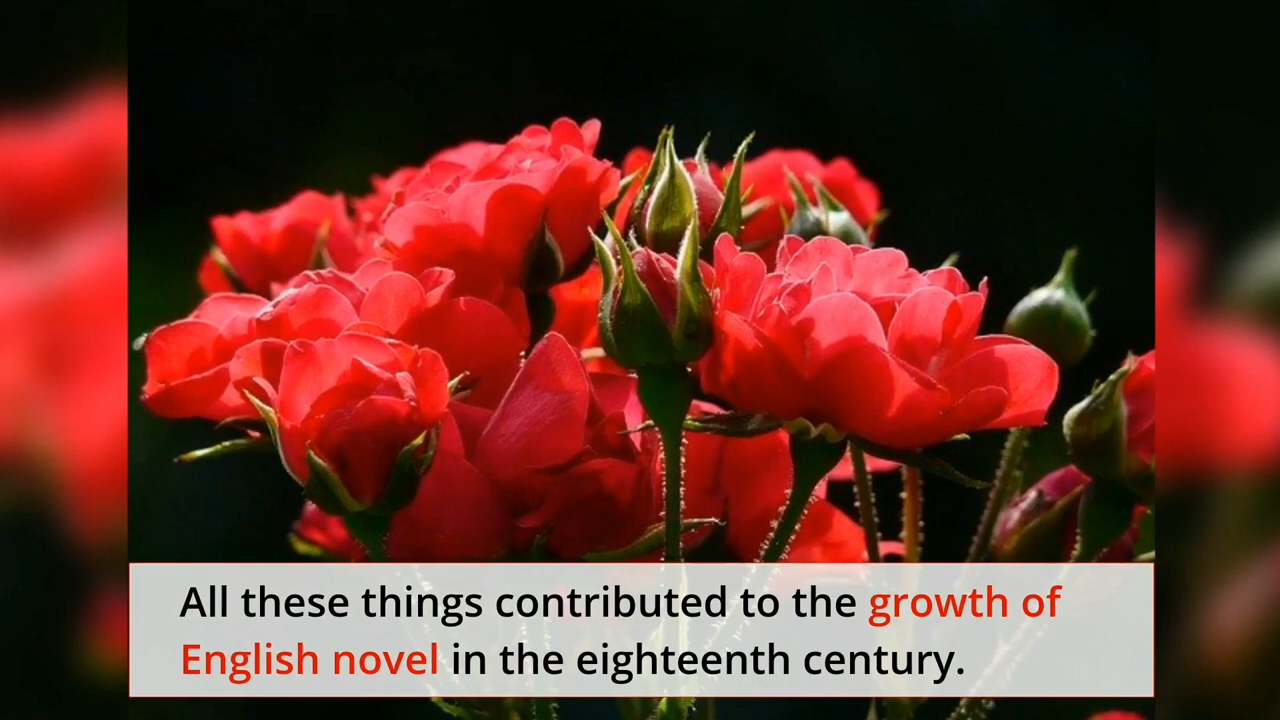 All these things contributed to the growth of
English novel in the eighteenth century.